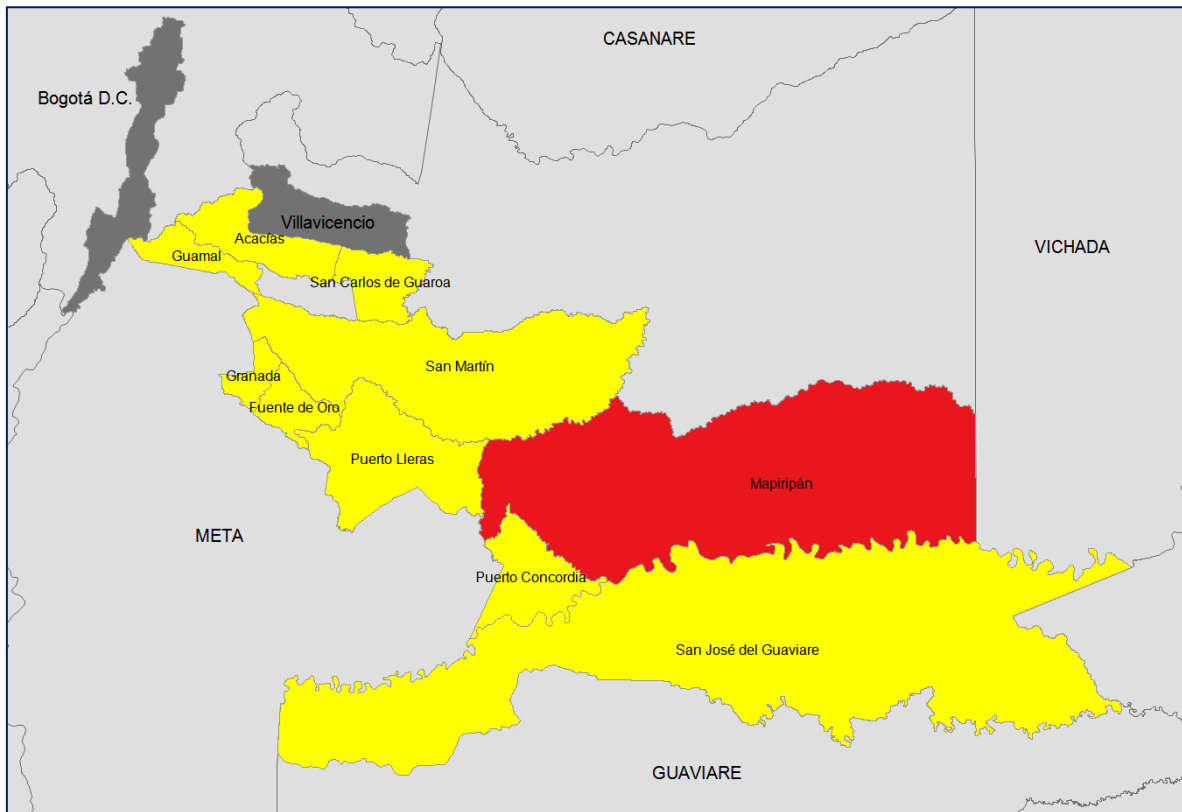 CASANARE
Bogotá D.C.
Villavicencio
Acacías
VICHADA
Guamal
San Carlos de Guaroa
San Martín
Granada
Fuente de Oro
Puerto Lleras
Mapiripán
META
Puerto Concordia
San José del Guaviare
GUAVIARE